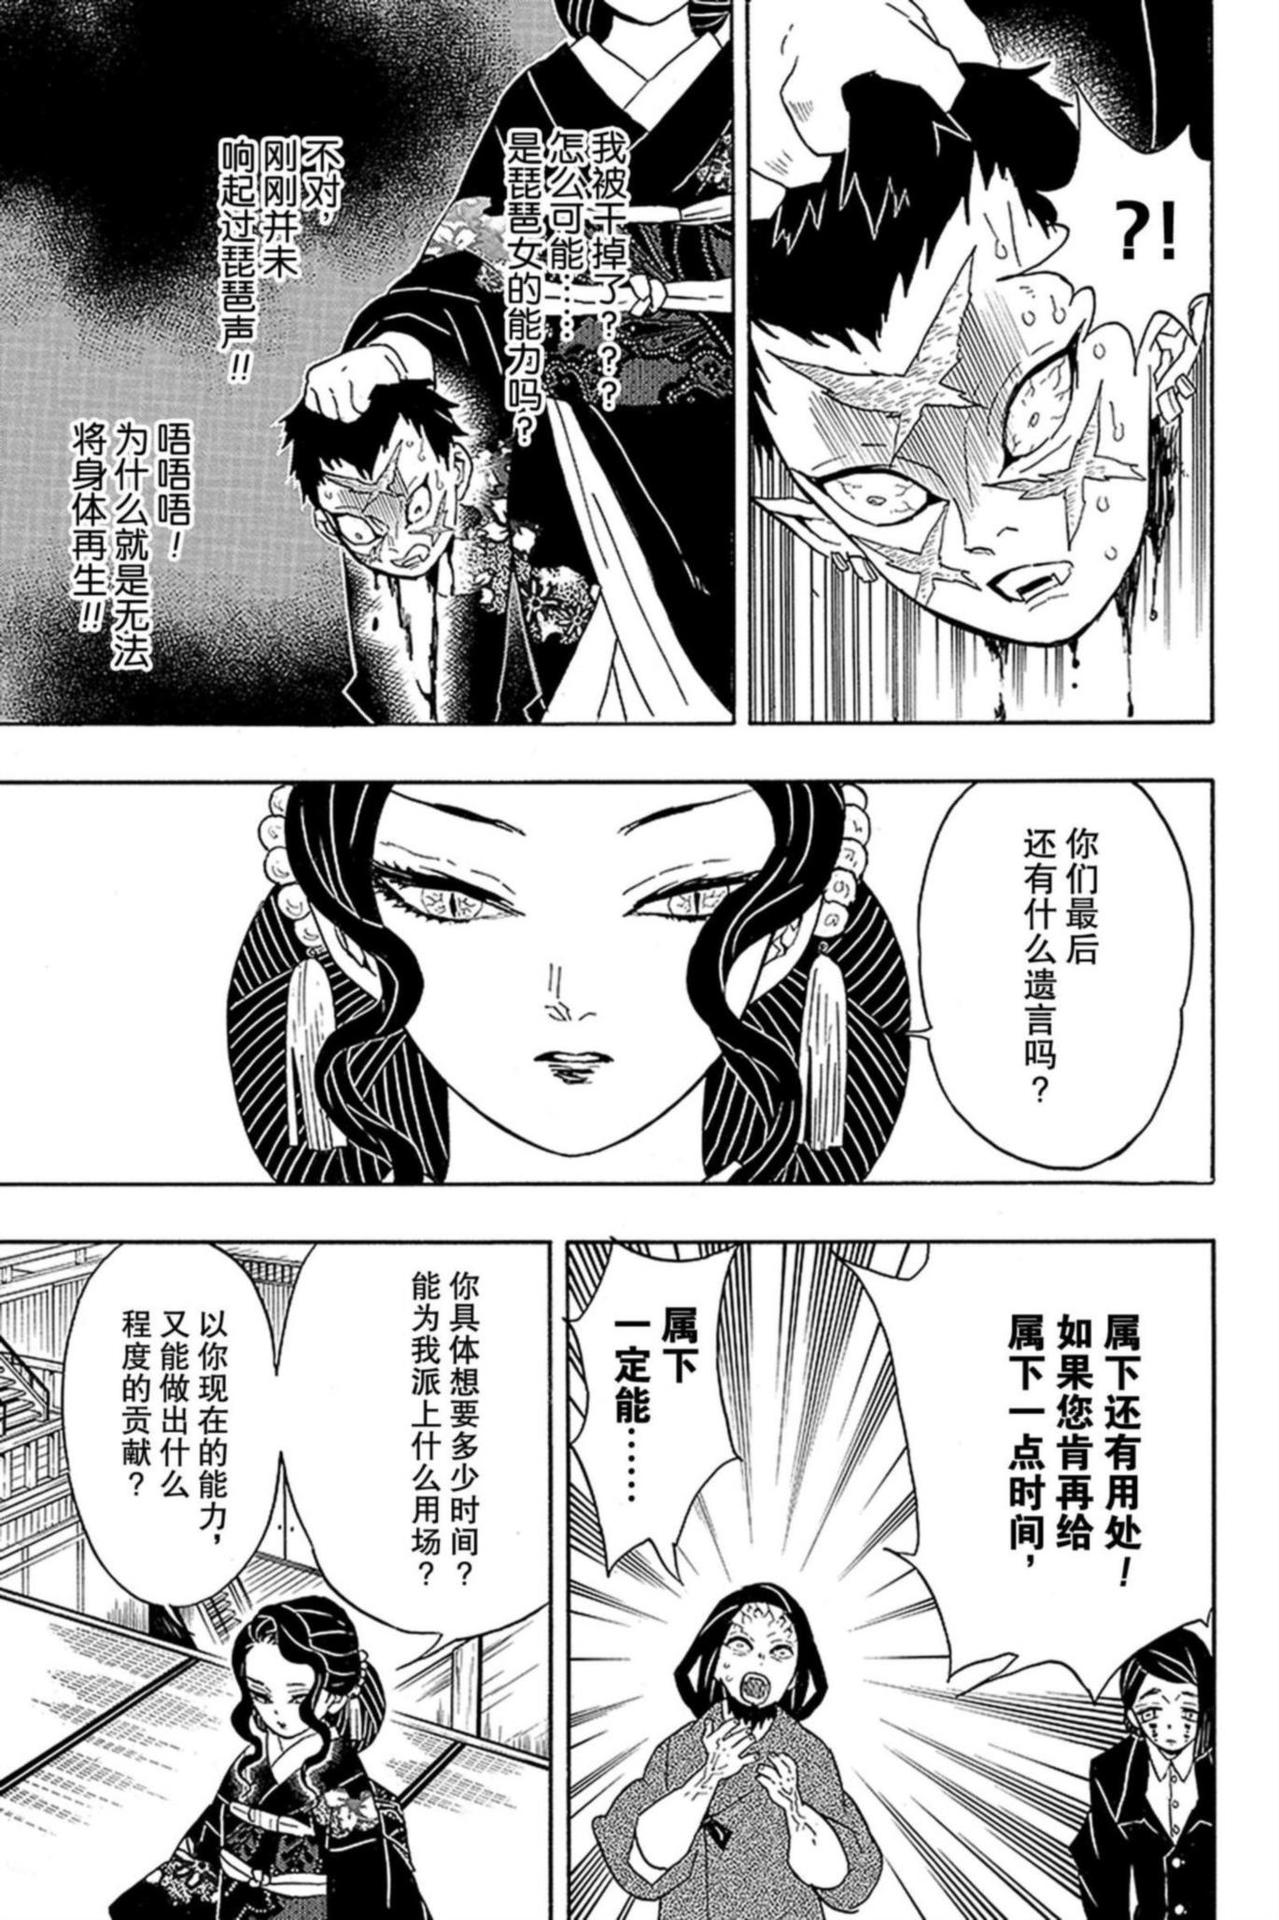 ?!
我被干掉了????
怎么可能……
是琵琶女的能力吗?
不对,
刚刚并未
响起过琵琶声!!
唔唔唔!
为什么就是无法
将身体再生!!
你们最后
还有什么遗言吗?
属下还有用处!
如果您肯再给
属下一点时间,
属下
一定能……
你具体想要多少时间?
能为我派上什么用场?
以你现在的能力,
又能做出什么
程度的贡献?